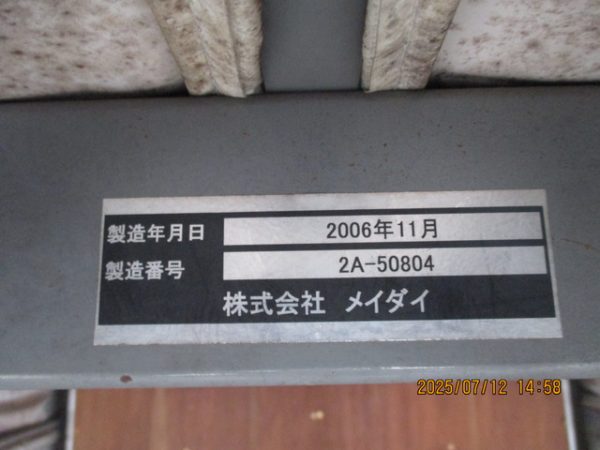 製造年月日 2006年11月
製造番号 2A-50804
株式会社 メイダイ
2025/07/12 14:58